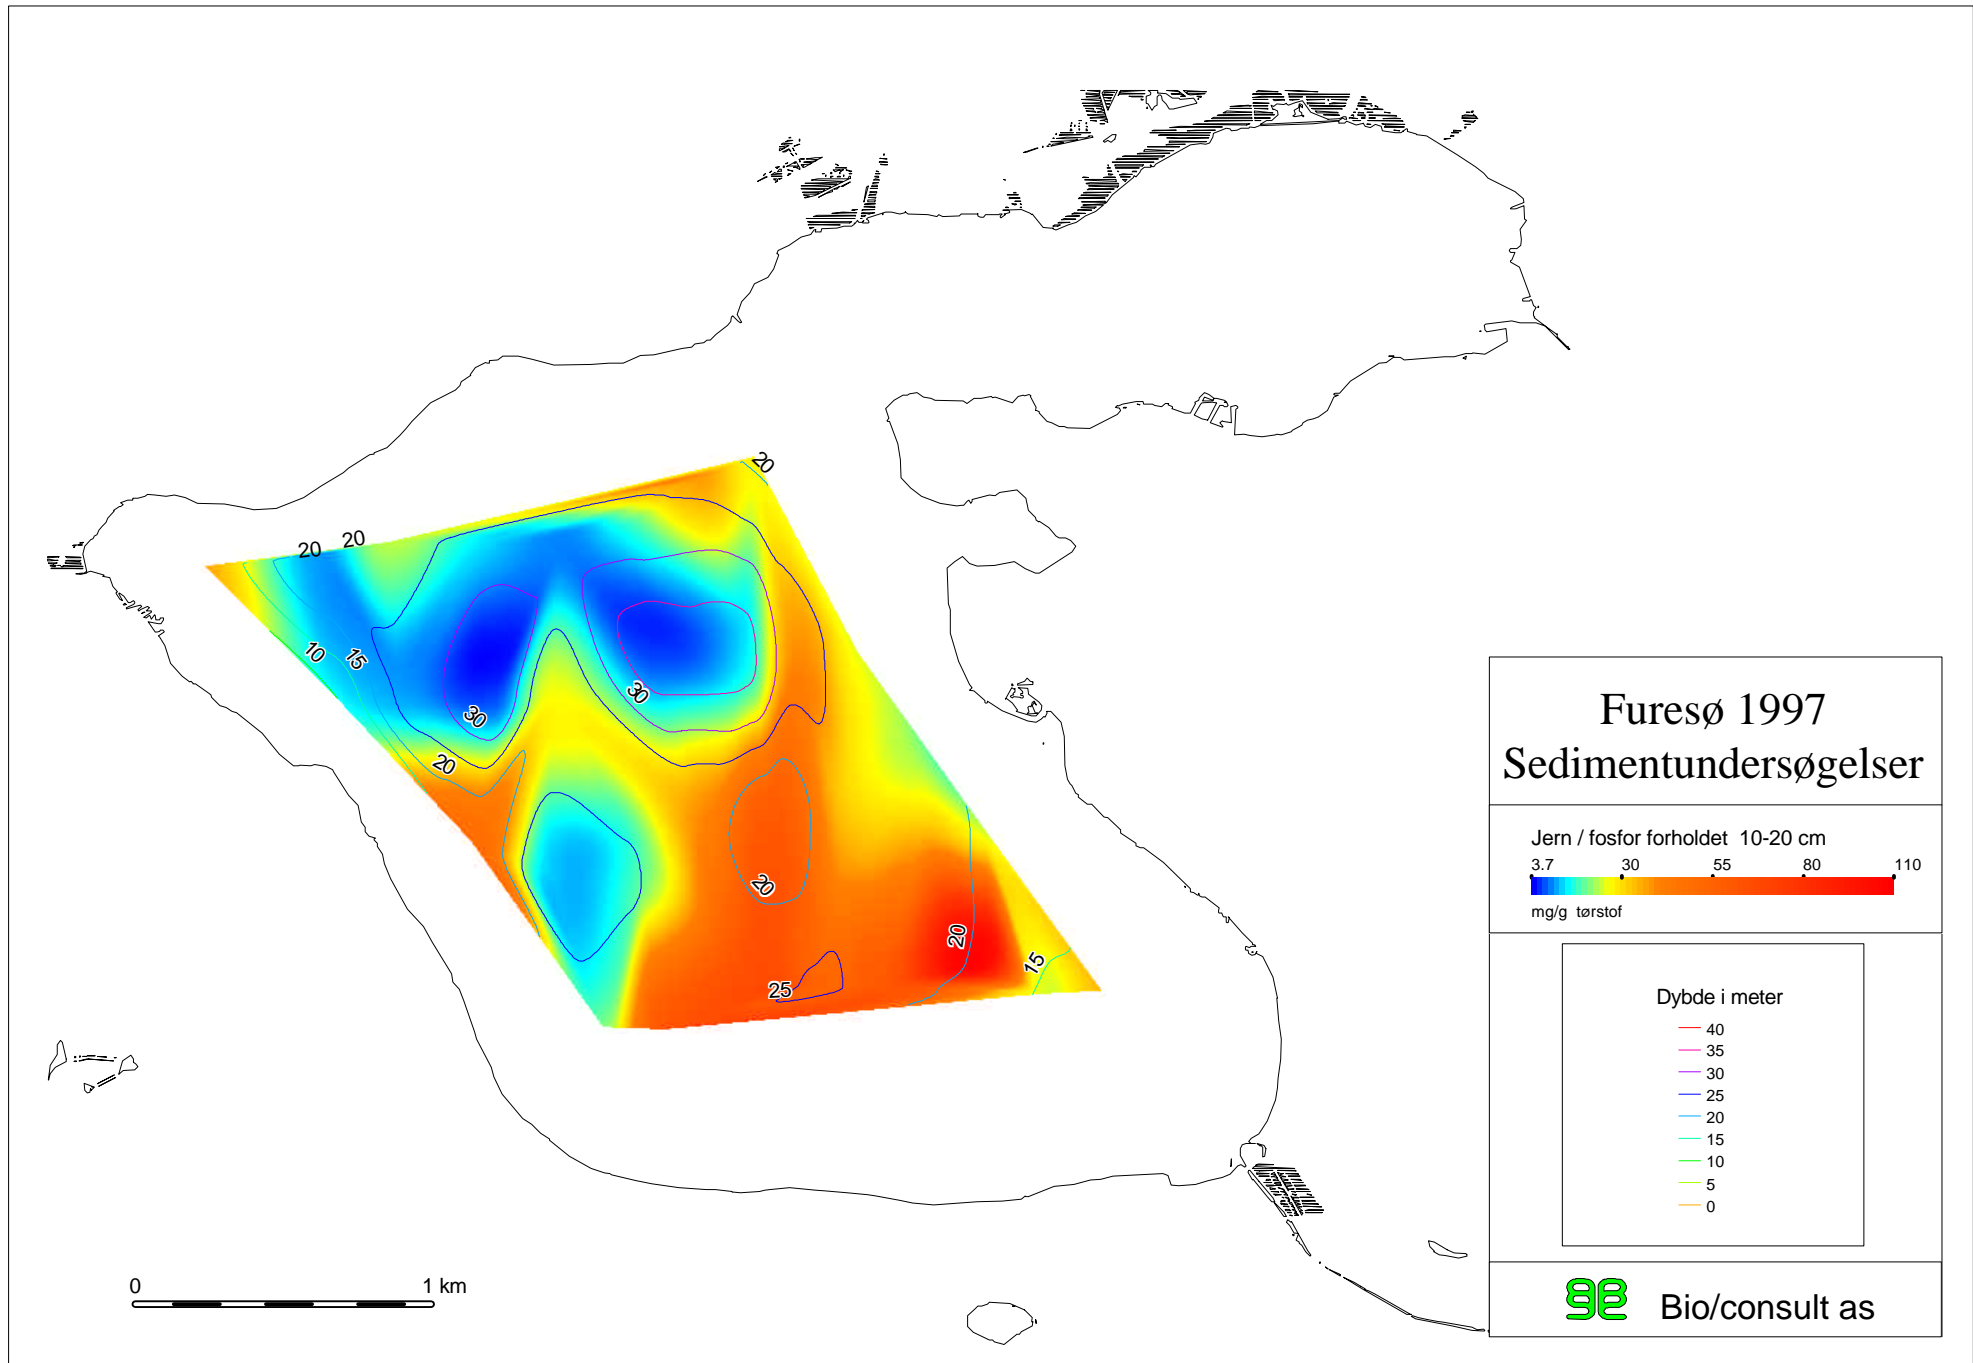 20
20
20
10
15
30
30
20
20
20
15
25
Furesø 1997
Sedimentundersøgelser
Jern / fosfor forholdet 10-20 cm
3.7 30 55 80 110
mg/g tørstof
Dybde i meter
40
35
30
25
20
15
10
5
0
0 1 km
Bio/consult as